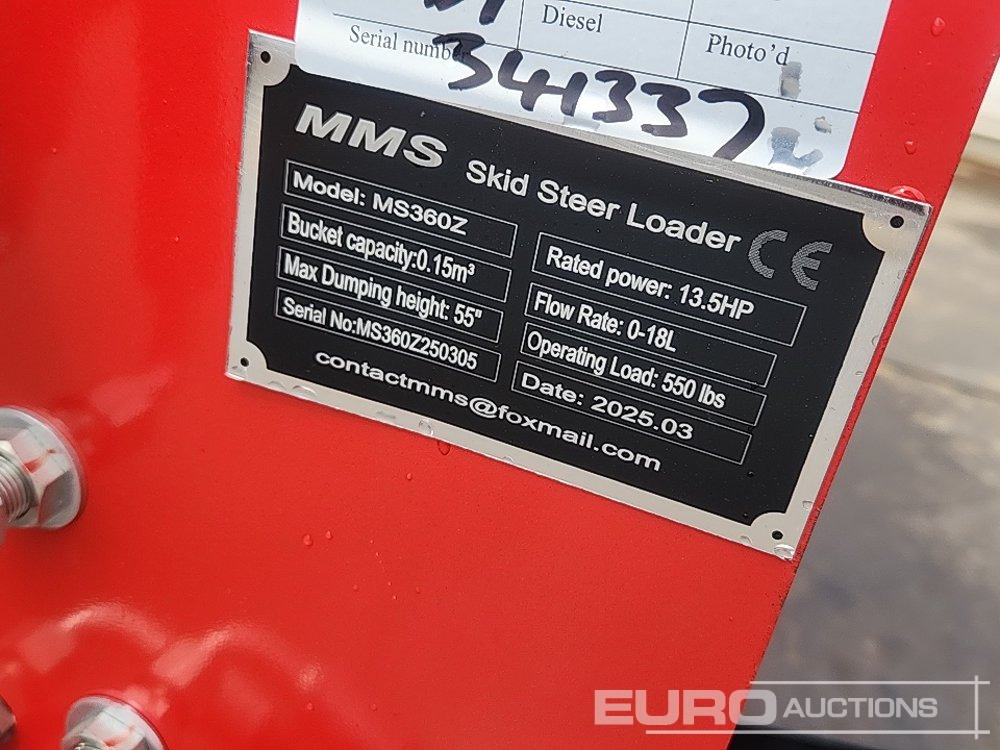 Diesel
Serial number
Photo'd
341337
MMS Skid Steer Loader CE
Model: MS360Z
Bucket capacity:0.15m³
Max Dumping height: 55"
Serial No:MS360Z250305
Rated power: 13.5HP
Flow Rate: 0-18L
Operating Load: 550 lbs
Date: 2025.03
contactmms@foxmail.com
EURO AUCTIONS